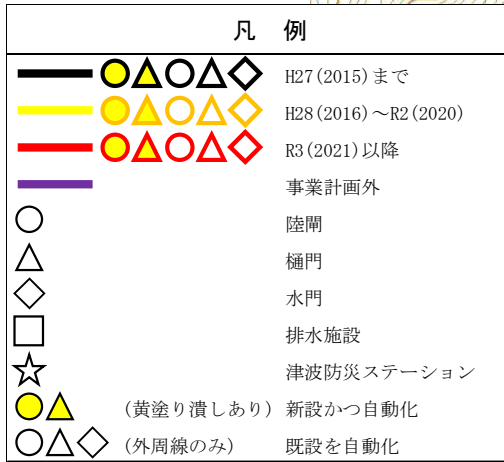 凡 例
H27(2015)まで
H28(2016)～R2(2020)
R3(2021)以降
事業計画外
陸閘
樋門
水門
排水施設
津波防災ステーション
(黄塗り潰しあり) 新設かつ自動化
(外周線のみ) 既設を自動化